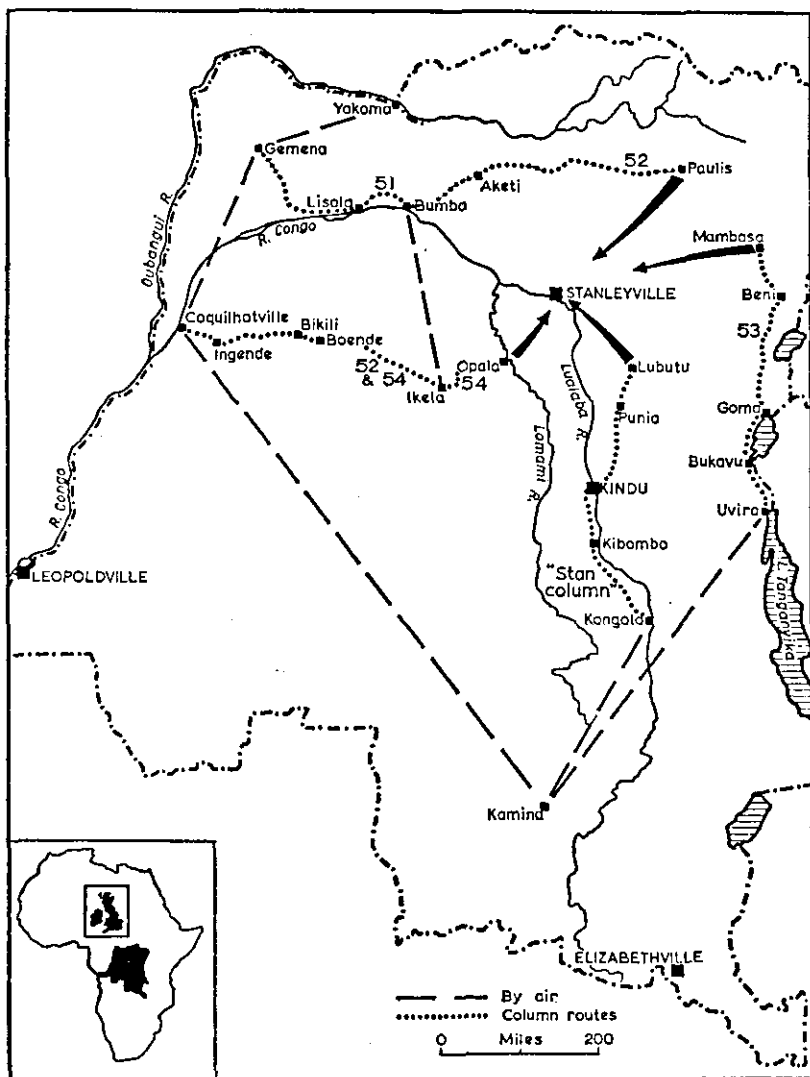 Yakoma
Gemena
Oubangui R.
Lisala
51
Bumba
Aketi
52
Paulis
R. Congo
Mambasa
STANLEYVILLE
Beni
53
Coquilhatville
Ingende
Bikili
Boende
52
& 54
Ikela
54
Opala
Lualaba R.
Lubutu
Punia
Goma
Bukavu
Uvira
Lomami R.
KINDU
Kibombo
R. Congo
LEOPOLDVILLE
"Stan
column"
Kongolo
L. Tanganyika
Kamina
ELIZABETHVILLE
By air
Column routes
0 Miles 200